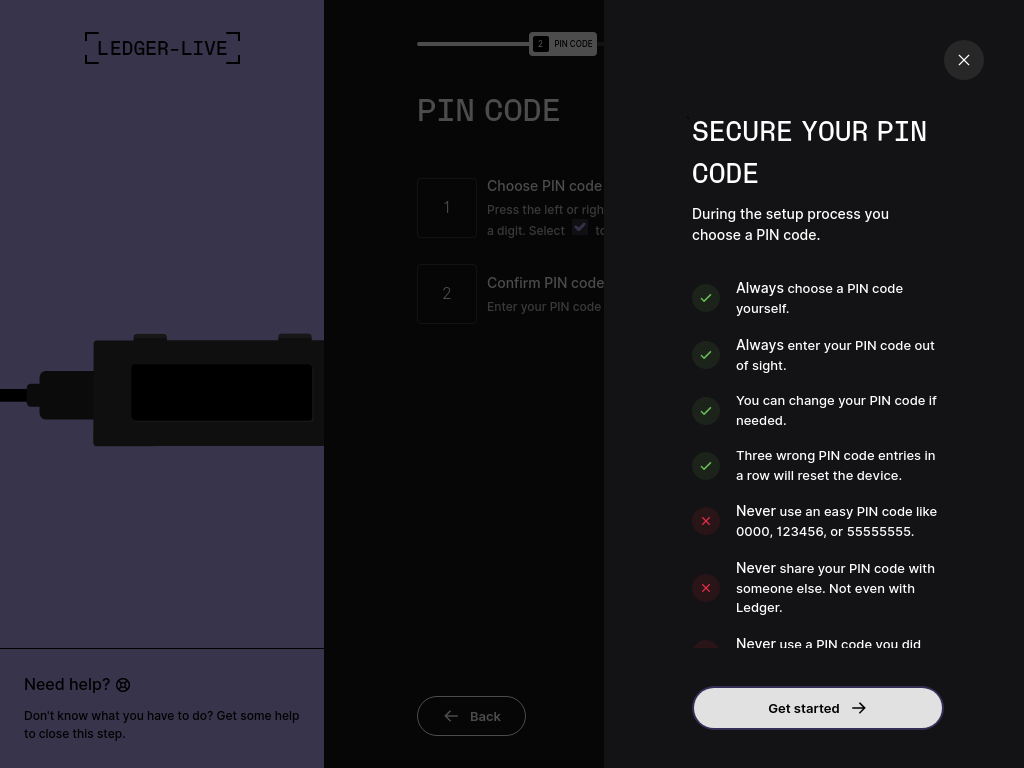 LEDGER-LIVE
2 PIN CODE
PIN CODE
1
Choose PIN code
Press the left or righ
a digit. Select to
2
Confirm PIN code
Enter your PIN code
Back
Need help?
Don't know what you have to do? Get some help
to close this step.
SECURE YOUR PIN
CODE
During the setup process you
choose a PIN code.
Always choose a PIN code
yourself.
Always enter your PIN code out
of sight.
You can change your PIN code if
needed.
Three wrong PIN code entries in
a row will reset the device.
Never use an easy PIN code like
0000, 123456, or 55555555.
Never share your PIN code with
someone else. Not even with
Ledger.
Never use a PIN code you did
Get started